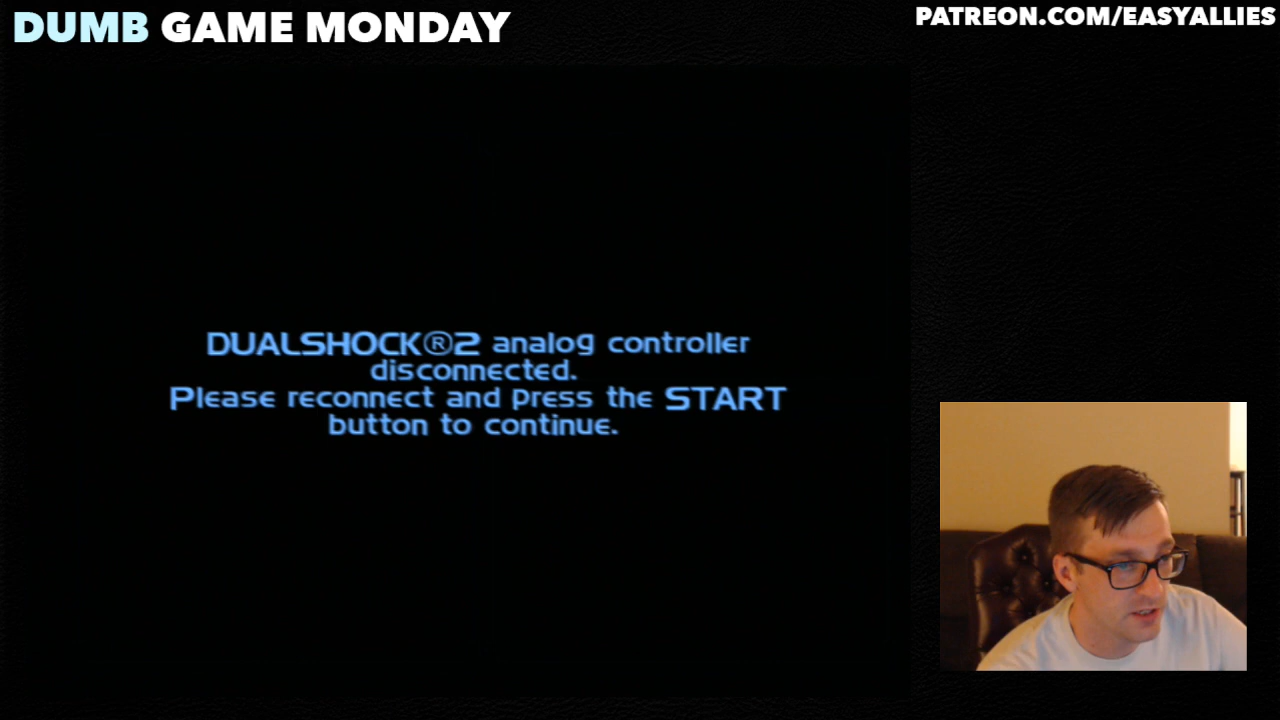 DUMB GAME MONDAY
PATREON.COM/EASYALLIES
DUALSHOCK®2 analog controller
disconnected.
Please reconnect and press the START
button to continue.